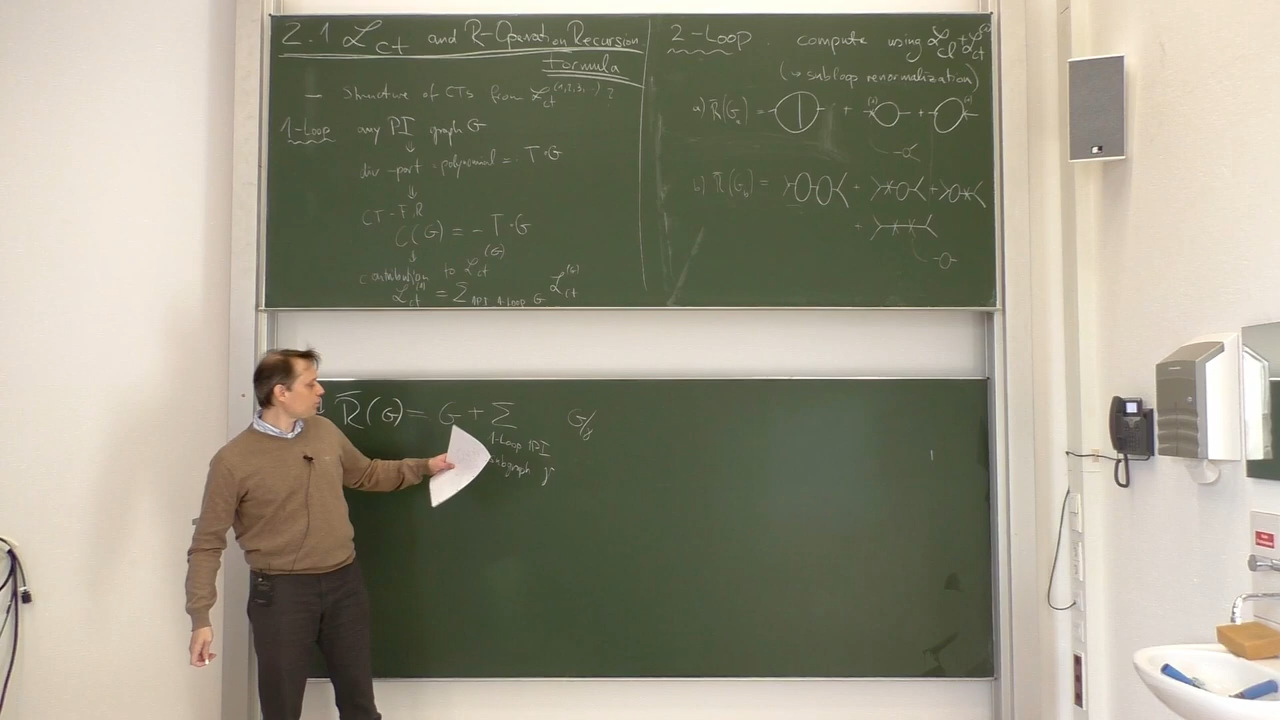 2.1 ℒ_ct and R-Operation Recursion
Formula
— Structure of CTs from ℒ_ct^(1,2,3,...) ?
1-Loop any 1PI graph G
↓
div-part = polynomial =: T·G
⇓
CT-F.R
C(G) = − T·G
↓
contribution to ℒ_ct^(G)
ℒ_ct^(1) = Σ_1PI 1-Loop G ℒ_ct^(G)
2-Loop: compute using ℒ_cl + ℒ_ct^(1)
(↪ subloop renormalization)
a) R̄(G_a) = + +
b) R̄(G_b) = + +
+
R̄(G) = G + Σ G/γ
1-Loop 1PI
subgraph γ